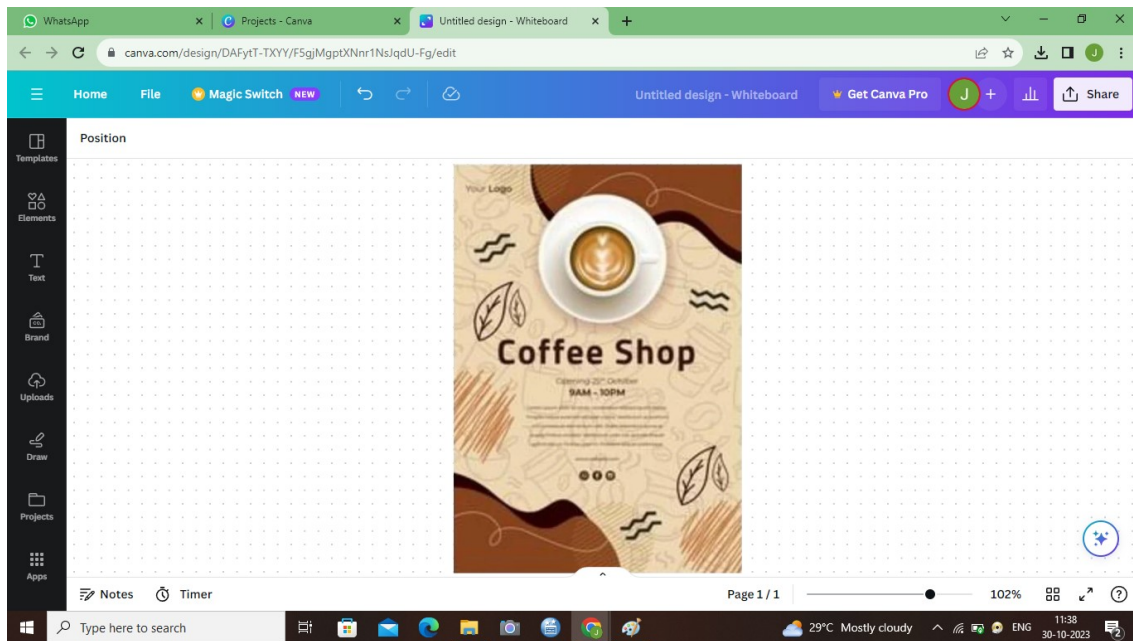 WhatsApp
Projects - Canva
Untitled design - Whiteboard
canva.com/design/DAFytT-TXYY/F5gjMgptXNnr1NsJqdU-Fg/edit
J
Home
File
Magic Switch NEW
Untitled design - Whiteboard
Get Canva Pro
J
Share
Position
Templates
Elements
Text
Brand
CO.
Uploads
Draw
Projects
Apps
Your Logo
Coffee Shop
Opening 25th October
9AM - 10PM
Notes
Timer
Page 1 / 1
102%
Type here to search
29°C Mostly cloudy
ENG
11:38
30-10-2023
2